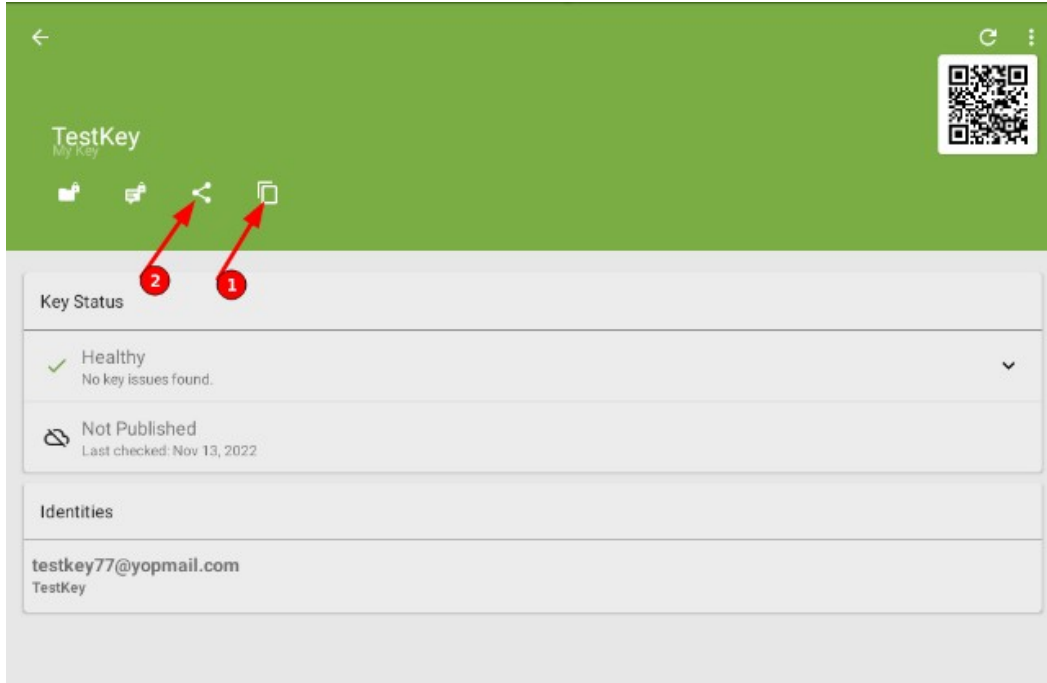 TestKey
My Key
2
1
Key Status
Healthy
No key issues found.
Not Published
Last checked: Nov 13, 2022
Identities
testkey77@yopmail.com
TestKey